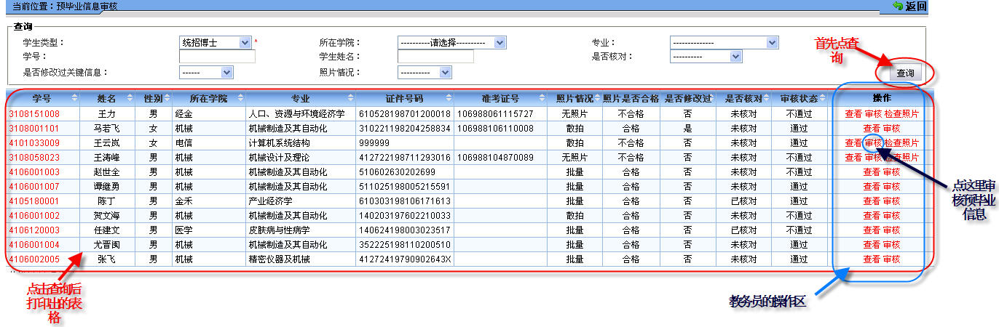 当前位置：预毕业信息审核 返回
查询
学生类型： 统招博士 * 所在学院： ----------请选择---------- 专业： -------------
学号： 学生姓名： 是否核对： ----------
是否修改过关键信息： ------ 照片情况： ----------
首先点查
询
查询
学号 姓名 性别 所在学院 专业 证件号码 准考证号 照片情况 照片是否合格 是否修改过 是否核对 审核状态 操作
3108151008 王力 男 经金 人口、资源与环境经济学 610528198701200018 106988061115727 无照片 不合格 否 未核对 不通过 查看 审核 检查照片
3108001101 马若飞 女 机械 机械制造及其自动化 310221198204258834 106988106110008 散拍 合格 是 未核对 通过 查看 审核
4101033009 王云岚 女 电信 计算机系统结构 999999 散拍 不合格 否 未核对 通过 查看 审核 检查照片
3108058023 王涛峰 男 机械 机械设计及理论 412722198711293016 106988104870089 无照片 不合格 否 未核对 不通过 查看 审核 检查照片
4106001003 赵世全 男 机械 机械制造及其自动化 510602630202699 批量 合格 否 未核对 不通过 查看 审核
4106001007 谭继勇 男 机械 机械制造及其自动化 511025198005215591 批量 合格 否 未核对 通过 查看 审核
4105180001 陈丁 男 金禾 产业经济学 610303198106171613 批量 合格 否 已核对 通过 查看 审核
4106001002 贺文海 男 机械 机械制造及其自动化 140203197602210033 散拍 合格 否 未核对 不通过 查看 审核
4106120003 任建文 男 医学 皮肤病与性病学 140624198003023517 批量 合格 否 已核对 不通过 查看 审核
4106001004 尤晋闽 男 机械 机械制造及其自动化 352225198110200510 批量 合格 否 未核对 通过 查看 审核
4106002005 张飞 男 机械 精密仪器及机械 41272419790902643X 批量 合格 否 未核对 通过 查看 审核
点这里审
核预毕业
信息
点击查询后
打印出的表
格
教务员的操作区